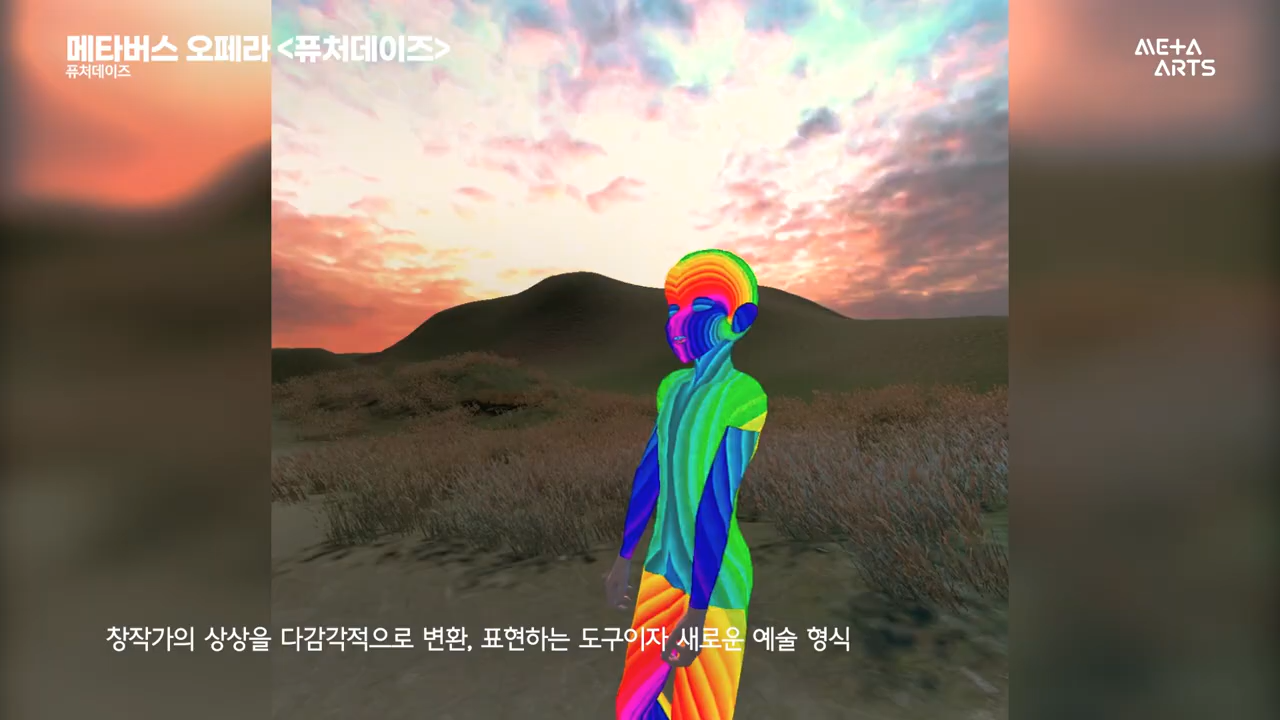 메타버스 오페라 <퓨처데이즈>
퓨처데이즈
META
ARTS
창작가의 상상을 다감각적으로 변환, 표현하는 도구이자 새로운 예술 형식